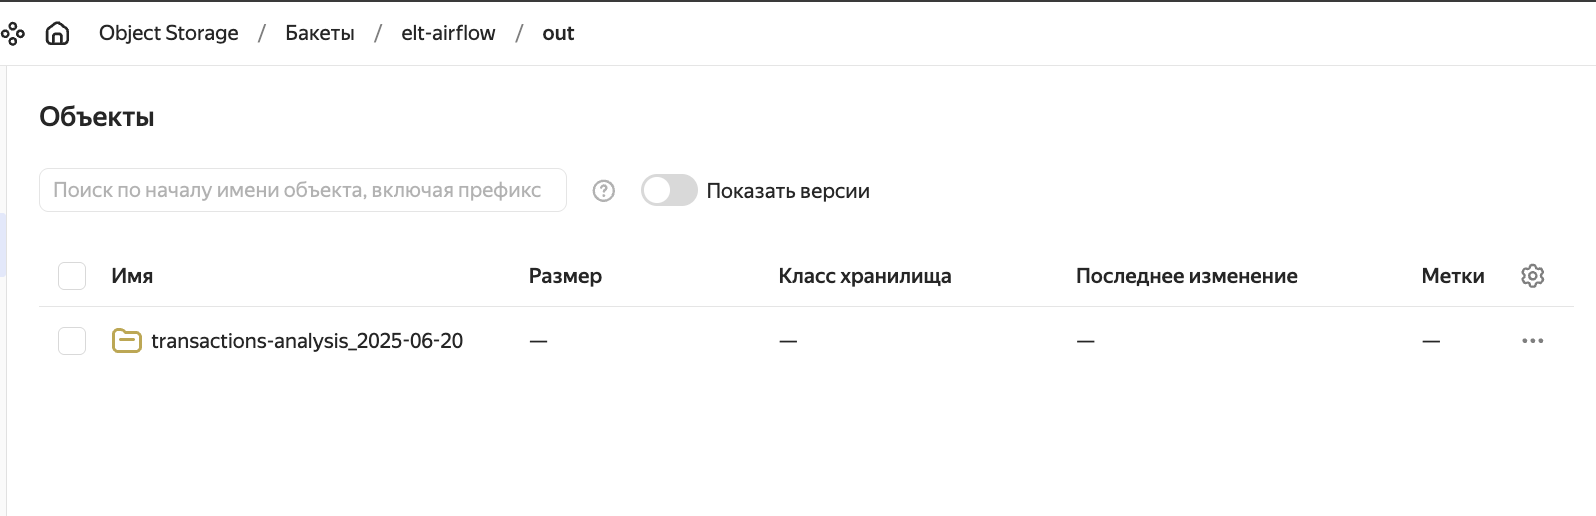 Object Storage / Бакеты / elt-airflow / out
Объекты
Поиск по началу имени объекта, включая префикс ? Показать версии
Имя Размер Класс хранилища Последнее изменение Метки
transactions-analysis_2025-06-20 — — — —